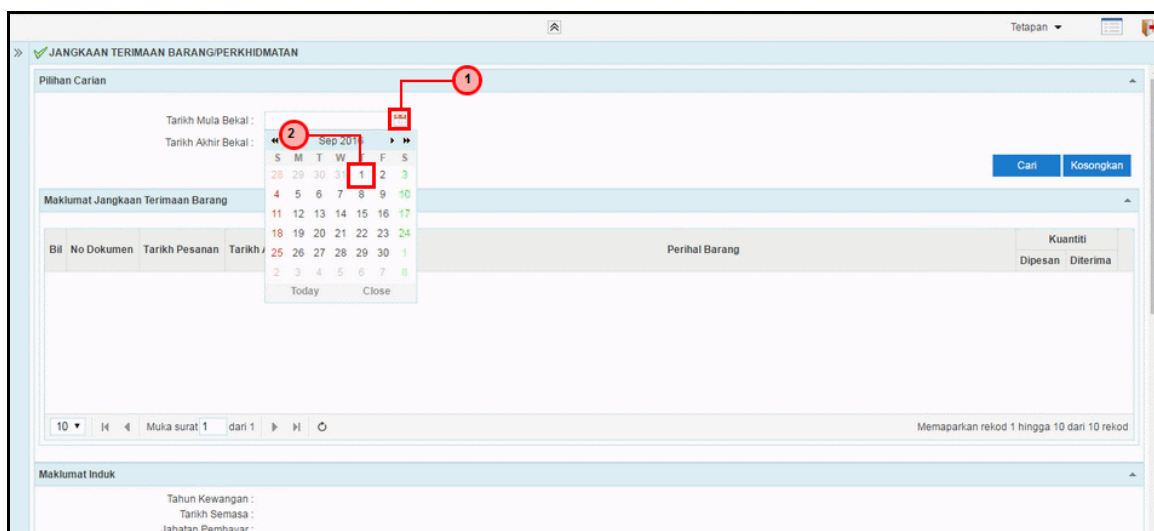 Tetapan
JANGKAAN TERIMAAN BARANG/PERKHIDMATAN
Pilihan Carian
1
Tarikh Mula Bekal :
Tarikh Akhir Bekal :
2
Sep 2016
S M T W T F S
28 29 30 31 1 2 3
4 5 6 7 8 9 10
11 12 13 14 15 16 17
18 19 20 21 22 23 24
25 26 27 28 29 30 1
2 3 4 5 6 7 8
Today Close
Cari Kosongkan
Maklumat Jangkaan Terimaan Barang
Bil No Dokumen Tarikh Pesanan Tarikh Perihal Barang Kuantiti
Dipesan Diterima
10 Muka surat 1 dari 1 Memaparkan rekod 1 hingga 10 dari 10 rekod
Maklumat Induk
Tahun Kewangan :
Tarikh Semasa :
Jabatan Pembayar :